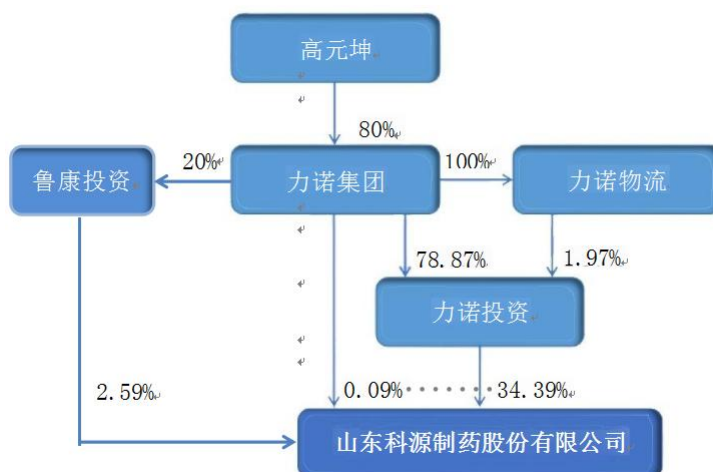 高元坤
80%
20%
100%
鲁康投资
力诺集团
力诺物流
78.87%
1.97%
力诺投资
2.59%
0.09%
34.39%
山东科源制药股份有限公司